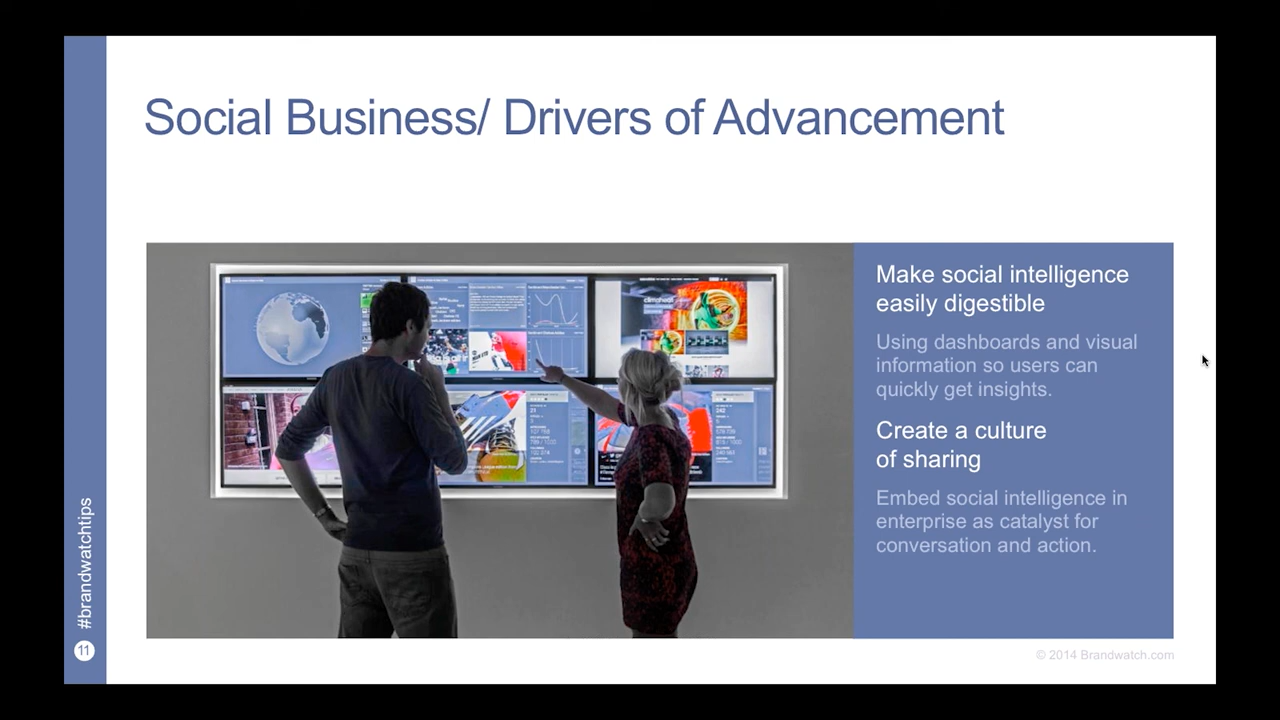 Social Business/ Drivers of Advancement
Make social intelligence
easily digestible
Using dashboards and visual
information so users can
quickly get insights.
Create a culture
of sharing
Embed social intelligence in
enterprise as catalyst for
conversation and action.
#brandwatchtips
11
© 2014 Brandwatch.com